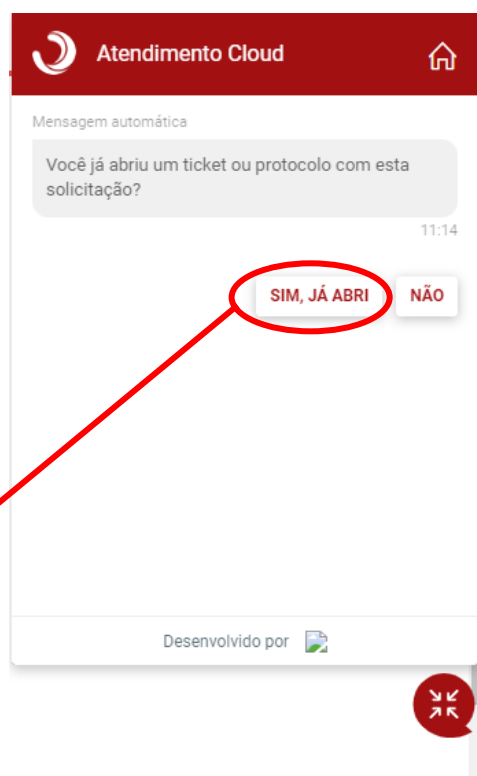 Atendimento Cloud
Mensagem automática
Você já abriu um ticket ou protocolo com esta
solicitação?
11:14
SIM, JÁ ABRI NÃO
Desenvolvido por